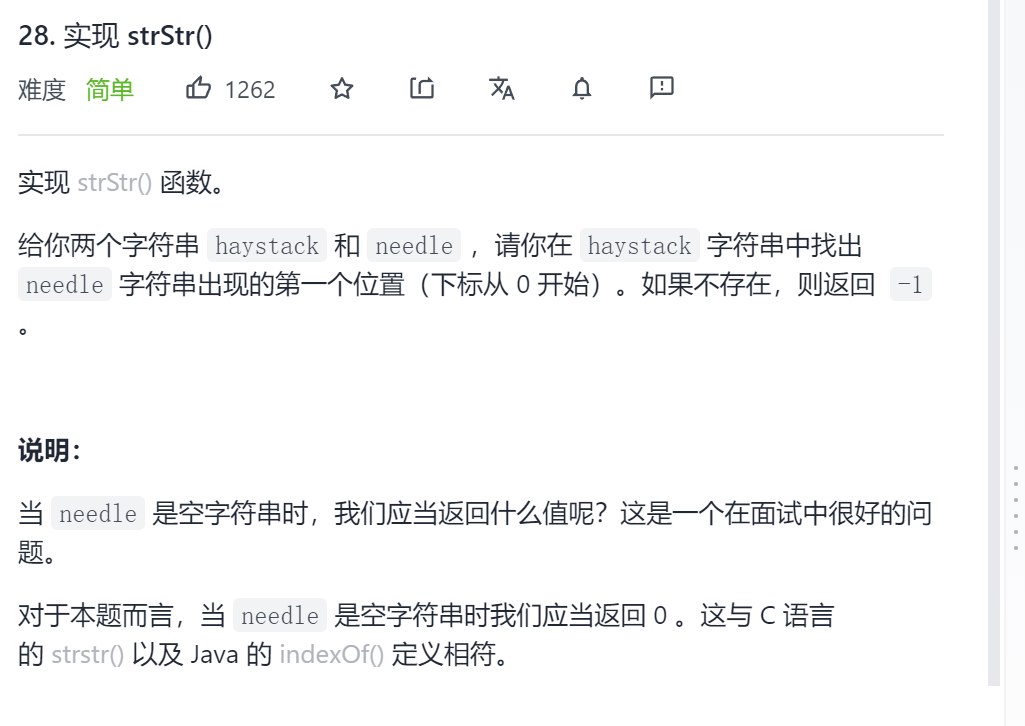 28. 实现 strStr()
难度 简单 1262
实现 strStr() 函数。
给你两个字符串 haystack 和 needle ，请你在 haystack 字符串中找出
needle 字符串出现的第一个位置（下标从 0 开始）。如果不存在，则返回 -1
。
说明：
当 needle 是空字符串时，我们应当返回什么值呢？这是一个在面试中很好的问
题。
对于本题而言，当 needle 是空字符串时我们应当返回 0 。这与 C 语言
的 strstr() 以及 Java 的 indexOf() 定义相符。